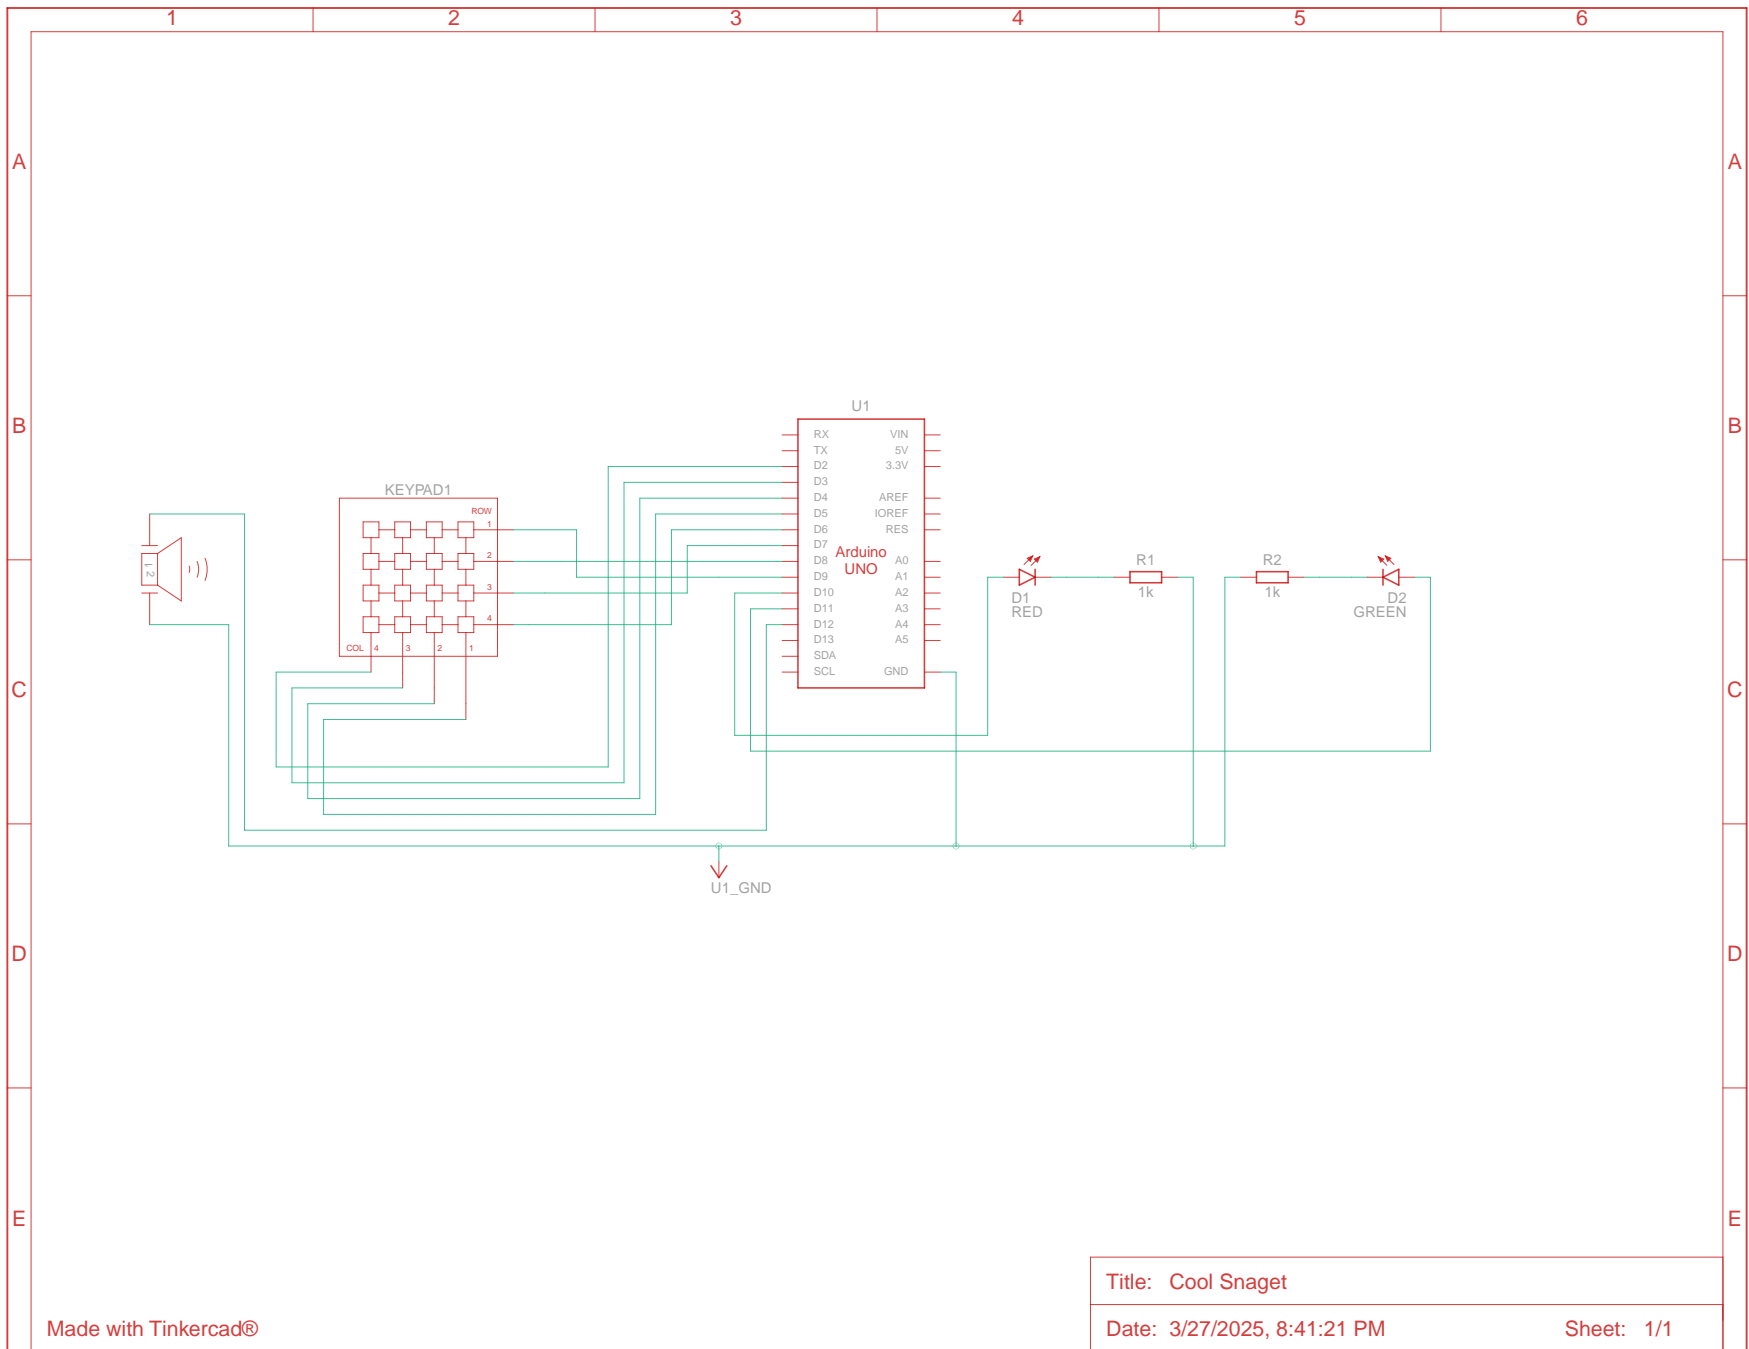 1 2 3 4 5 6
A A
B B
C C
D D
E E
U1
RX VIN
TX 5V
D2 3.3V
D3
D4 AREF
D5 IOREF
D6 RES
D7
Arduino
UNO
D8 A0
D9 A1
D10 A2
D11 A3
D12 A4
D13 A5
SDA
SCL GND
KEYPAD1
ROW
1
2
3
4
COL 4 3 2 1
1 2
D1
RED
R1
1k
R2
1k
D2
GREEN
U1_GND
Title: Cool Snaget
Date: 3/27/2025, 8:41:21 PM Sheet: 1/1
Made with Tinkercad®